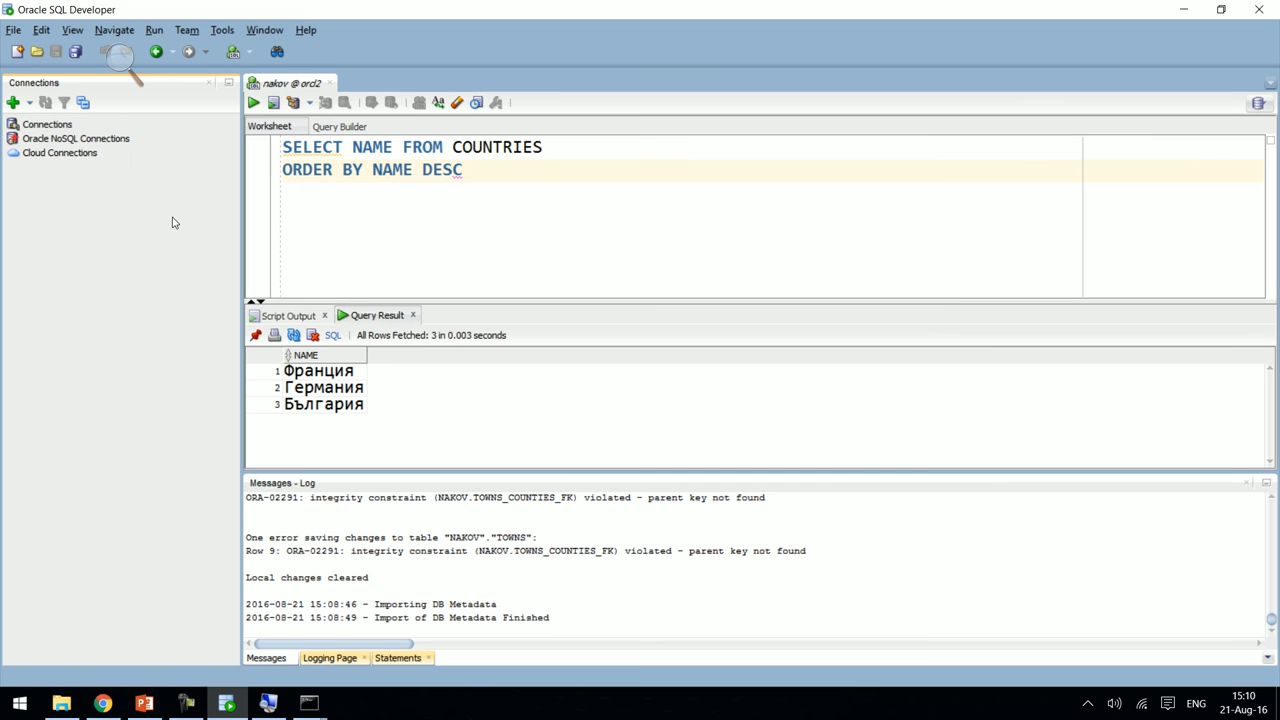 Oracle SQL Developer
File Edit View Navigate Run Team Tools Window Help
Connections
nakov @ orcl2
Connections
Oracle NoSQL Connections
Cloud Connections
Worksheet Query Builder
SELECT NAME FROM COUNTRIES
ORDER BY NAME DESC
Script Output x Query Result x
SQL | All Rows Fetched: 3 in 0.003 seconds
NAME
1 Франция
2 Германия
3 България
Messages - Log
ORA-02291: integrity constraint (NAKOV.TOWNS_COUNTIES_FK) violated - parent key not found
One error saving changes to table "NAKOV"."TOWNS":
Row 9: ORA-02291: integrity constraint (NAKOV.TOWNS_COUNTIES_FK) violated - parent key not found
Local changes cleared
2016-08-21 15:08:46 - Importing DB Metadata
2016-08-21 15:08:49 - Import of DB Metadata Finished
Messages Logging Page x Statements x
ENG
15:10
21-Aug-16